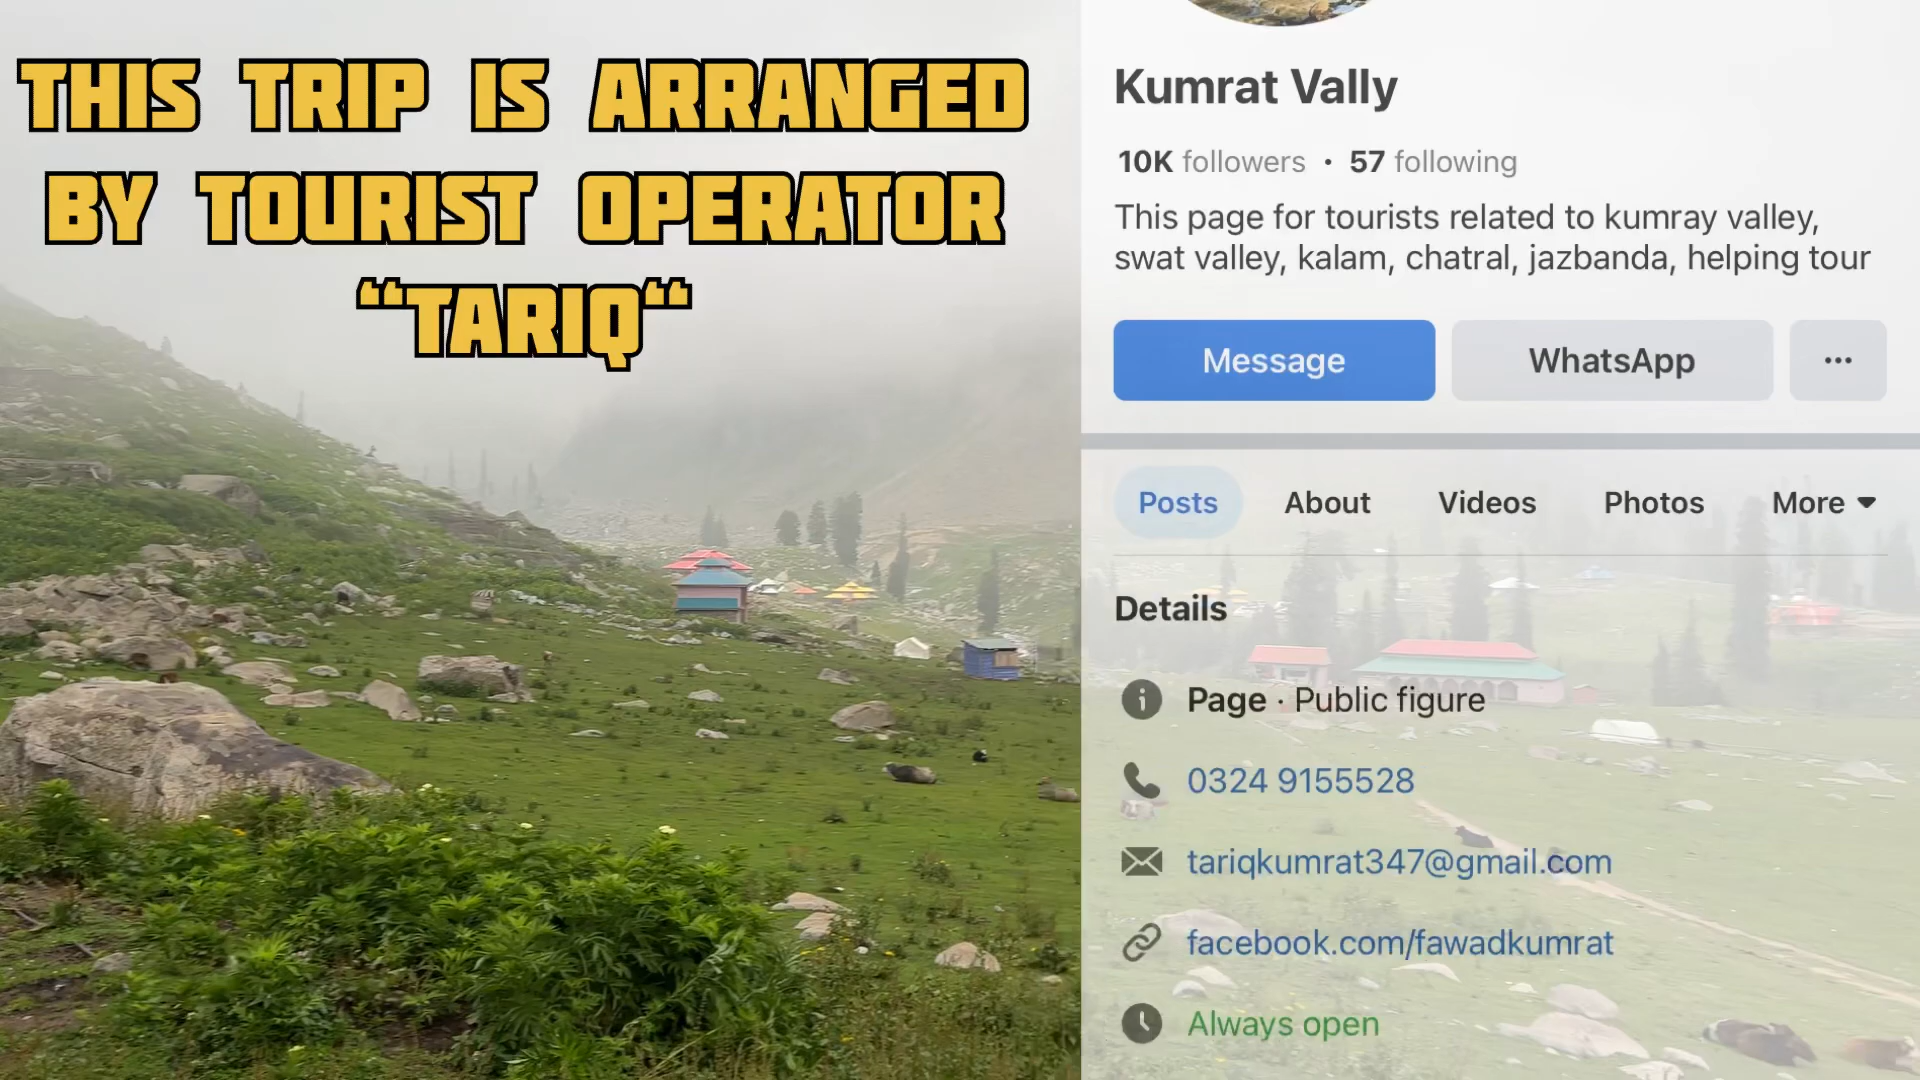 THIS TRIP IS ARRANGED
BY TOURIST OPERATOR
“TARIQ“
Kumrat Vally
10K followers · 57 following
This page for tourists related to kumray valley,
swat valley, kalam, chatral, jazbanda, helping tour
Message
WhatsApp
...
Posts
About
Videos
Photos
More
Details
Page · Public figure
0324 9155528
tariqkumrat347@gmail.com
facebook.com/fawadkumrat
Always open